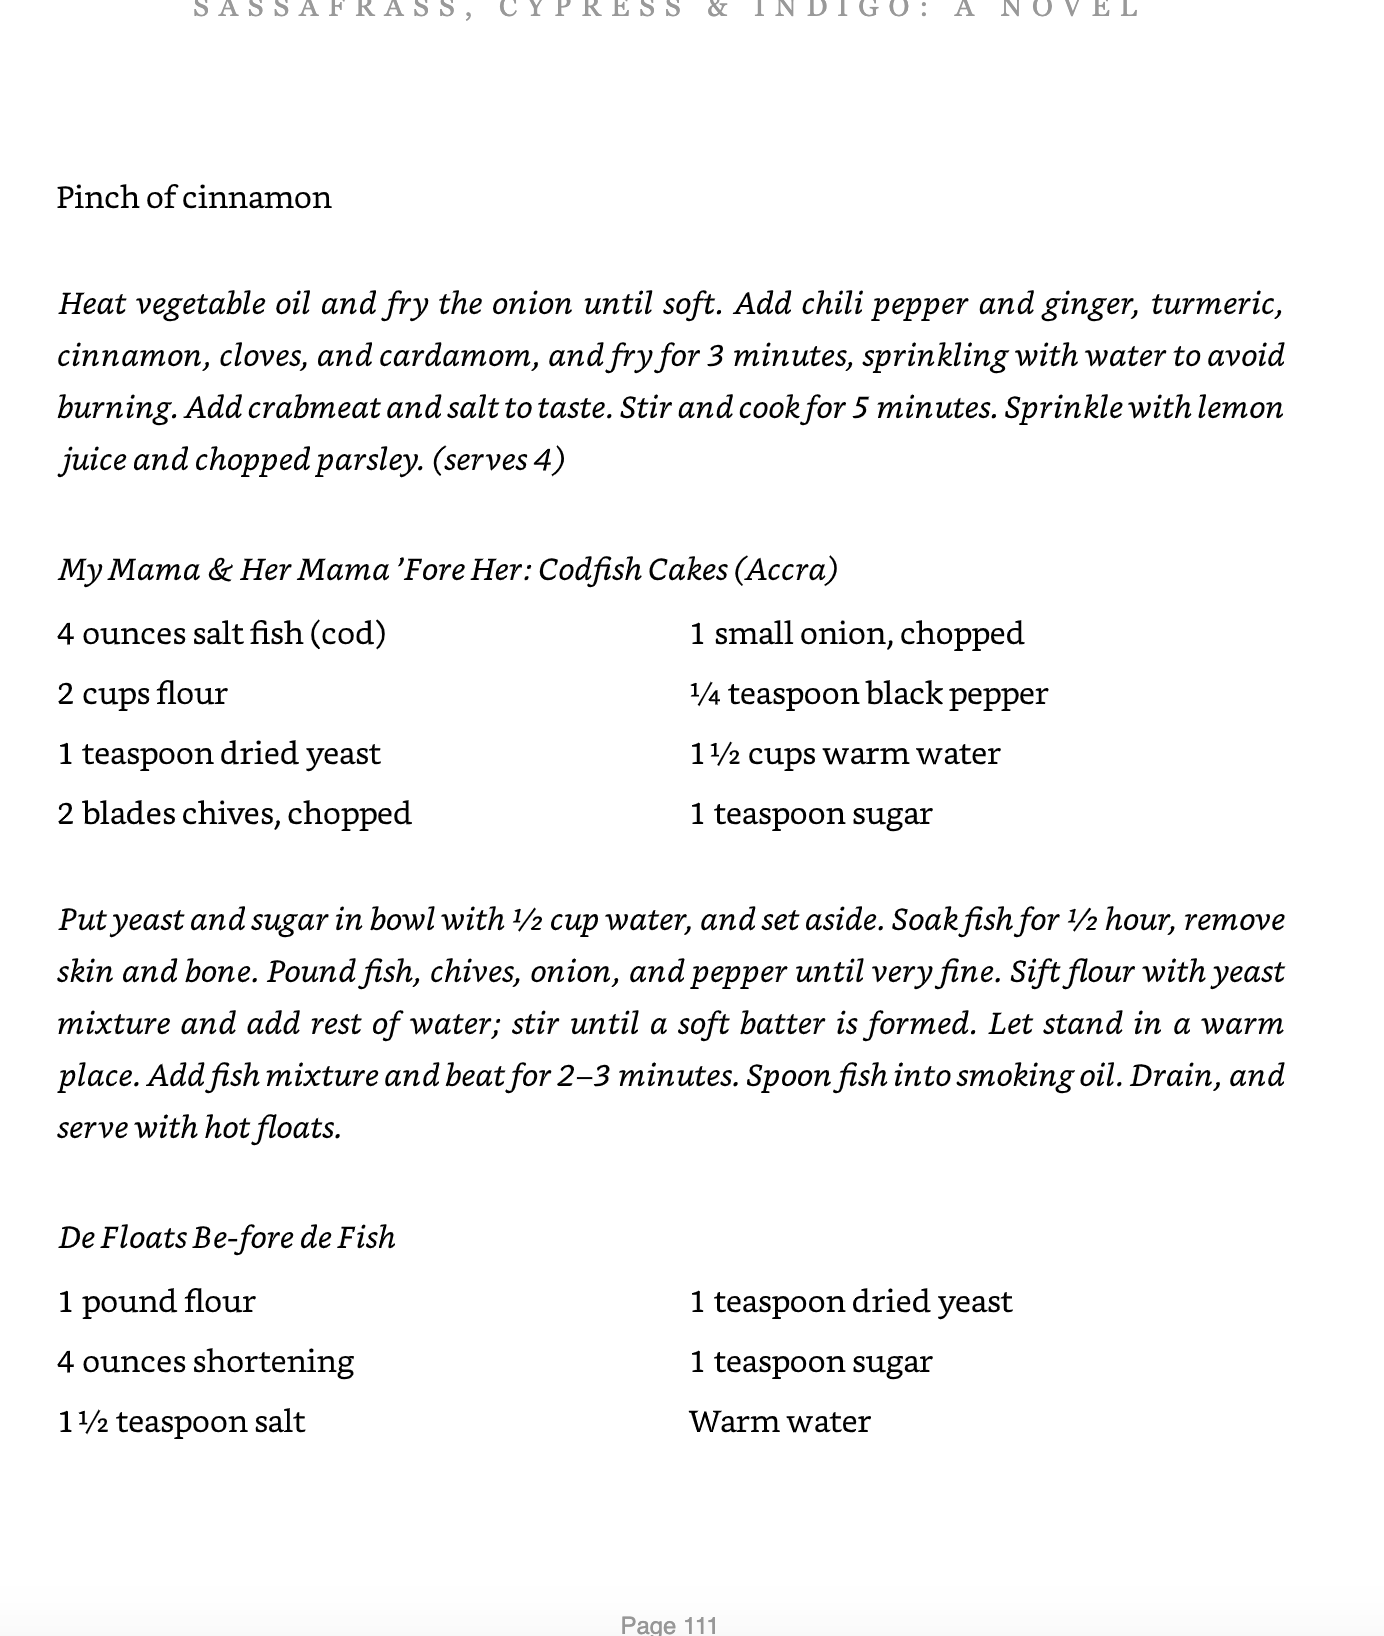 SASSAFRASS, CYPRESS & INDIGO: A NOVEL
Pinch of cinnamon
Heat vegetable oil and fry the onion until soft. Add chili pepper and ginger, turmeric,
cinnamon, cloves, and cardamom, and fry for 3 minutes, sprinkling with water to avoid
burning. Add crabmeat and salt to taste. Stir and cook for 5 minutes. Sprinkle with lemon
juice and chopped parsley. (serves 4)
My Mama & Her Mama ’Fore Her: Codfish Cakes (Accra)
4 ounces salt fish (cod)
2 cups flour
1 teaspoon dried yeast
2 blades chives, chopped
1 small onion, chopped
¼ teaspoon black pepper
1½ cups warm water
1 teaspoon sugar
Put yeast and sugar in bowl with ½ cup water, and set aside. Soak fish for ½ hour, remove
skin and bone. Pound fish, chives, onion, and pepper until very fine. Sift flour with yeast
mixture and add rest of water; stir until a soft batter is formed. Let stand in a warm
place. Add fish mixture and beat for 2–3 minutes. Spoon fish into smoking oil. Drain, and
serve with hot floats.
De Floats Be-fore de Fish
1 pound flour
4 ounces shortening
1½ teaspoon salt
1 teaspoon dried yeast
1 teaspoon sugar
Warm water
Page 111